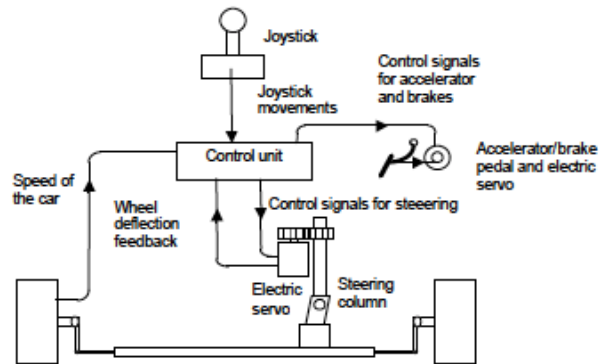 Joystick
Joystick
movements
Control signals
for accelerator
and brakes
Control unit
Accelerator/brake
pedal and electric
servo
Speed of
the car
Wheel
deflection
feedback
Control signals for steeering
Electric
servo
Steering
column